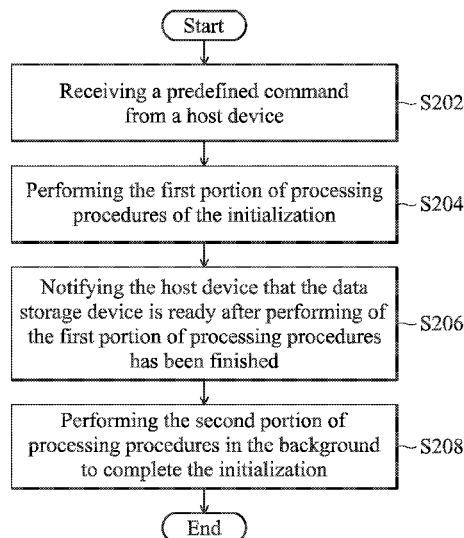 Start
Receiving a predefined command
from a host device
S202
Performing the first portion of processing
procedures of the initialization
S204
Notifying the host device that the data
storage device is ready after performing of
the first portion of processing procedures
has been finished
S206
Performing the second portion of
processing procedures in the background
to complete the initialization
S208
End